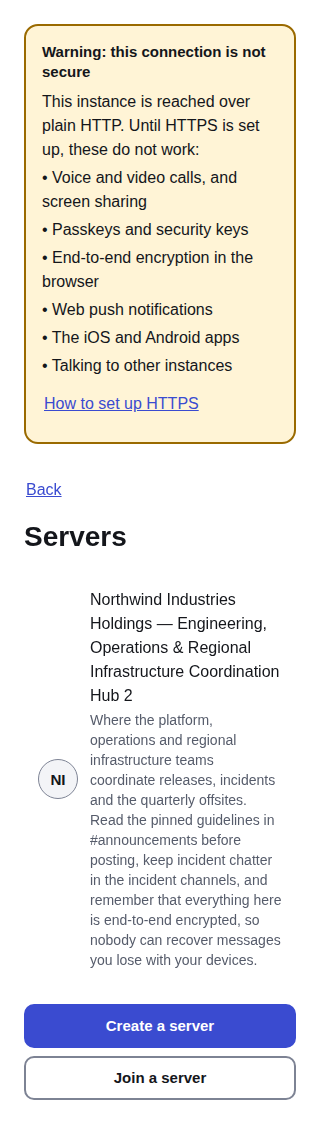 Warning: this connection is not
secure
This instance is reached over
plain HTTP. Until HTTPS is set
up, these do not work:
• Voice and video calls, and
screen sharing
• Passkeys and security keys
• End-to-end encryption in the
browser
• Web push notifications
• The iOS and Android apps
• Talking to other instances
How to set up HTTPS
Back
Servers
Northwind Industries
Holdings — Engineering,
Operations & Regional
Infrastructure Coordination
Hub 2
Where the platform,
operations and regional
infrastructure teams
coordinate releases, incidents
and the quarterly offsites.
Read the pinned guidelines in
#announcements before
posting, keep incident chatter
in the incident channels, and
remember that everything here
is end-to-end encrypted, so
nobody can recover messages
you lose with your devices.
NI
Create a server
Join a server